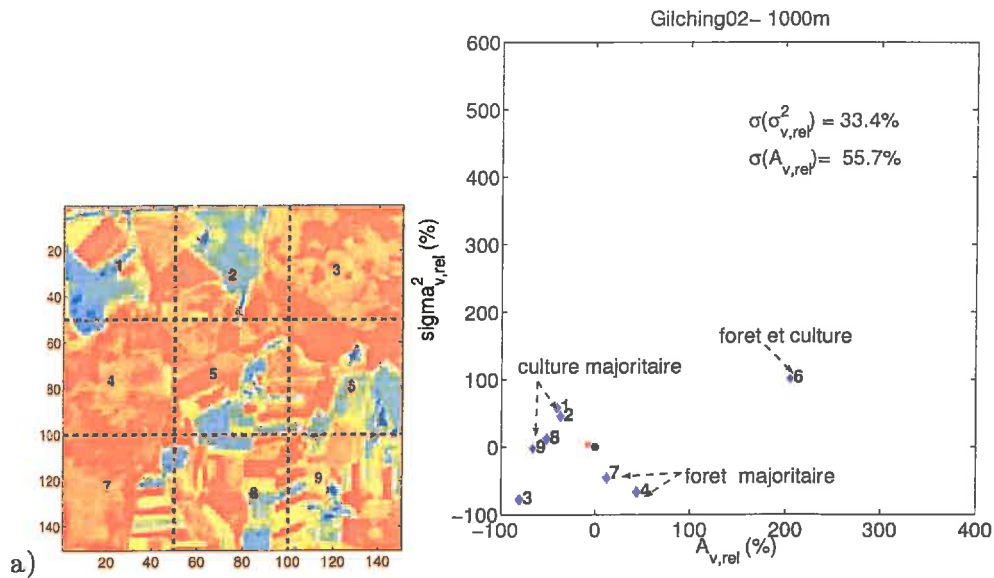 Gilching02– 1000m
600
500
400
300
200
100
0
−100
sigma²v,rel (%)
σ(σ²v,rel) = 33.4%
σ(Av,rel)= 55.7%
foret et culture
6
culture majoritaire
1
2
8
9
7
4
foret majoritaire
3
−100 0 100 200 300 400
Av,rel (%)
20
40
60
80
100
120
140
1 2 3
4 5 6
7 8 9
20 40 60 80 100 120 140
a)